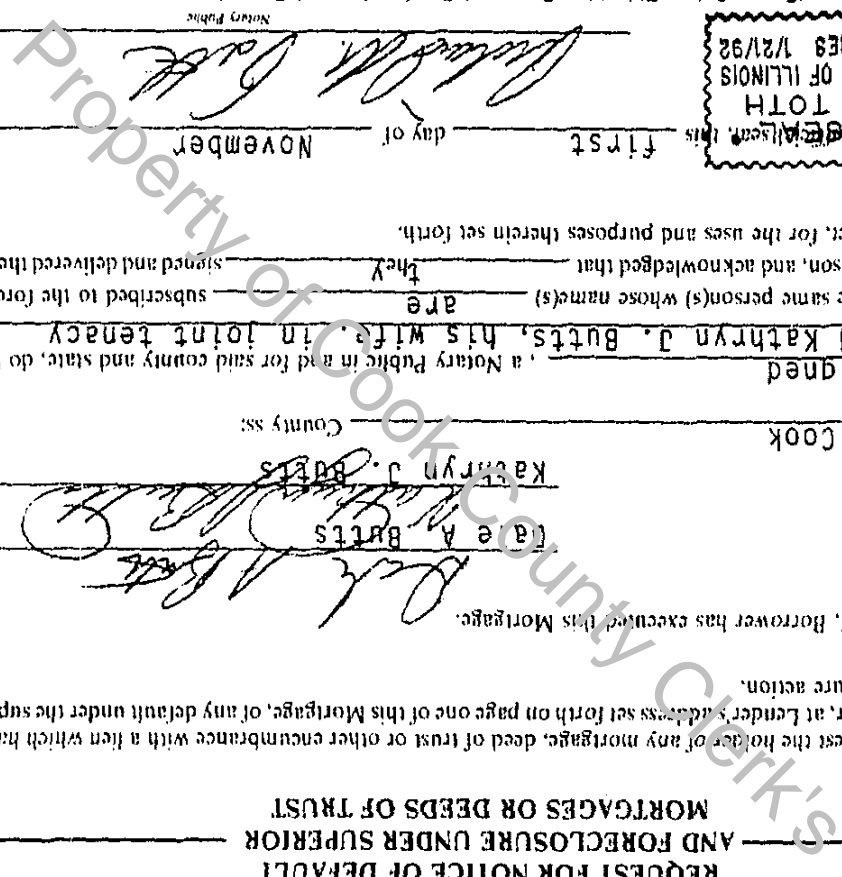 REQUEST FOR NOTICE OF DEFAULT
AND FORECLOSURE UNDER SUPERIOR
MORTGAGES OR DEEDS OF TRUST
est the holder of any mortgage, deed of trust or other encumbrance with a lien which ha
r, at Lender's address set forth on page one of this Mortgage, of any default under the sup
ure action.
, Borrower has executed this Mortgage.
Dale A. Butts
Kathryn J. Butts
Cook County ss:
gned , a Notary Public in and for said county and state, do
Kathryn J. Butts, his wife, in joint tenacy
e same person(s) whose name(s) are subscribed to the fore
son, and acknowledged that they signed and delivered the
t, for the uses and purposes therein set forth.
official seal, this first day of November
SEAL
TOTH
OF ILLINOIS
RES 1/21/92
Notary Public
Property of Cook County Clerk's